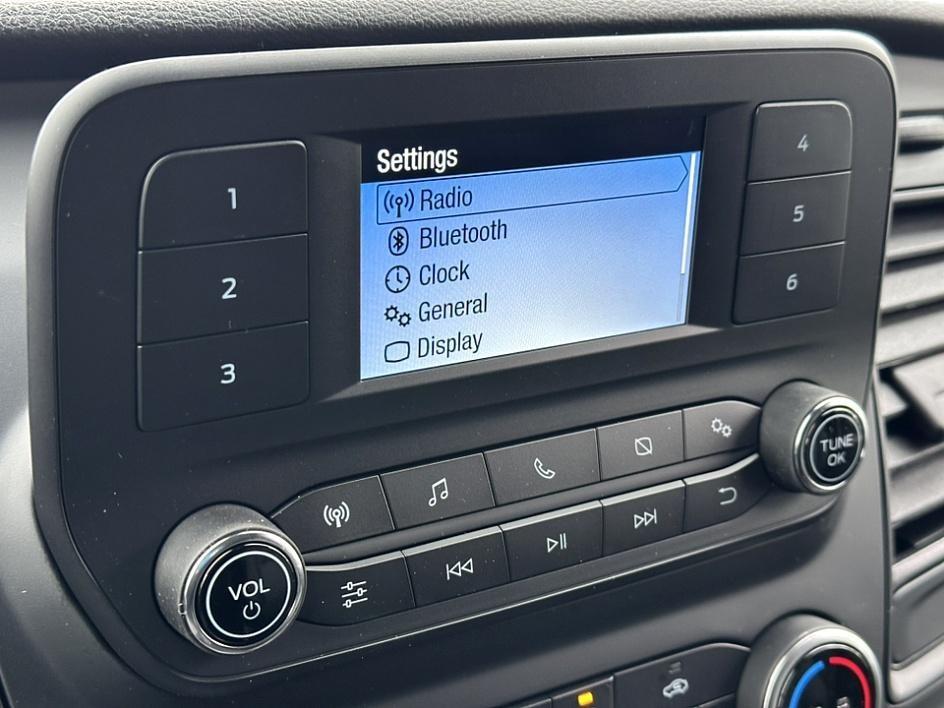 Settings
Radio
Bluetooth
Clock
General
Display
1
2
3
4
5
6
VOL
TUNE
OK